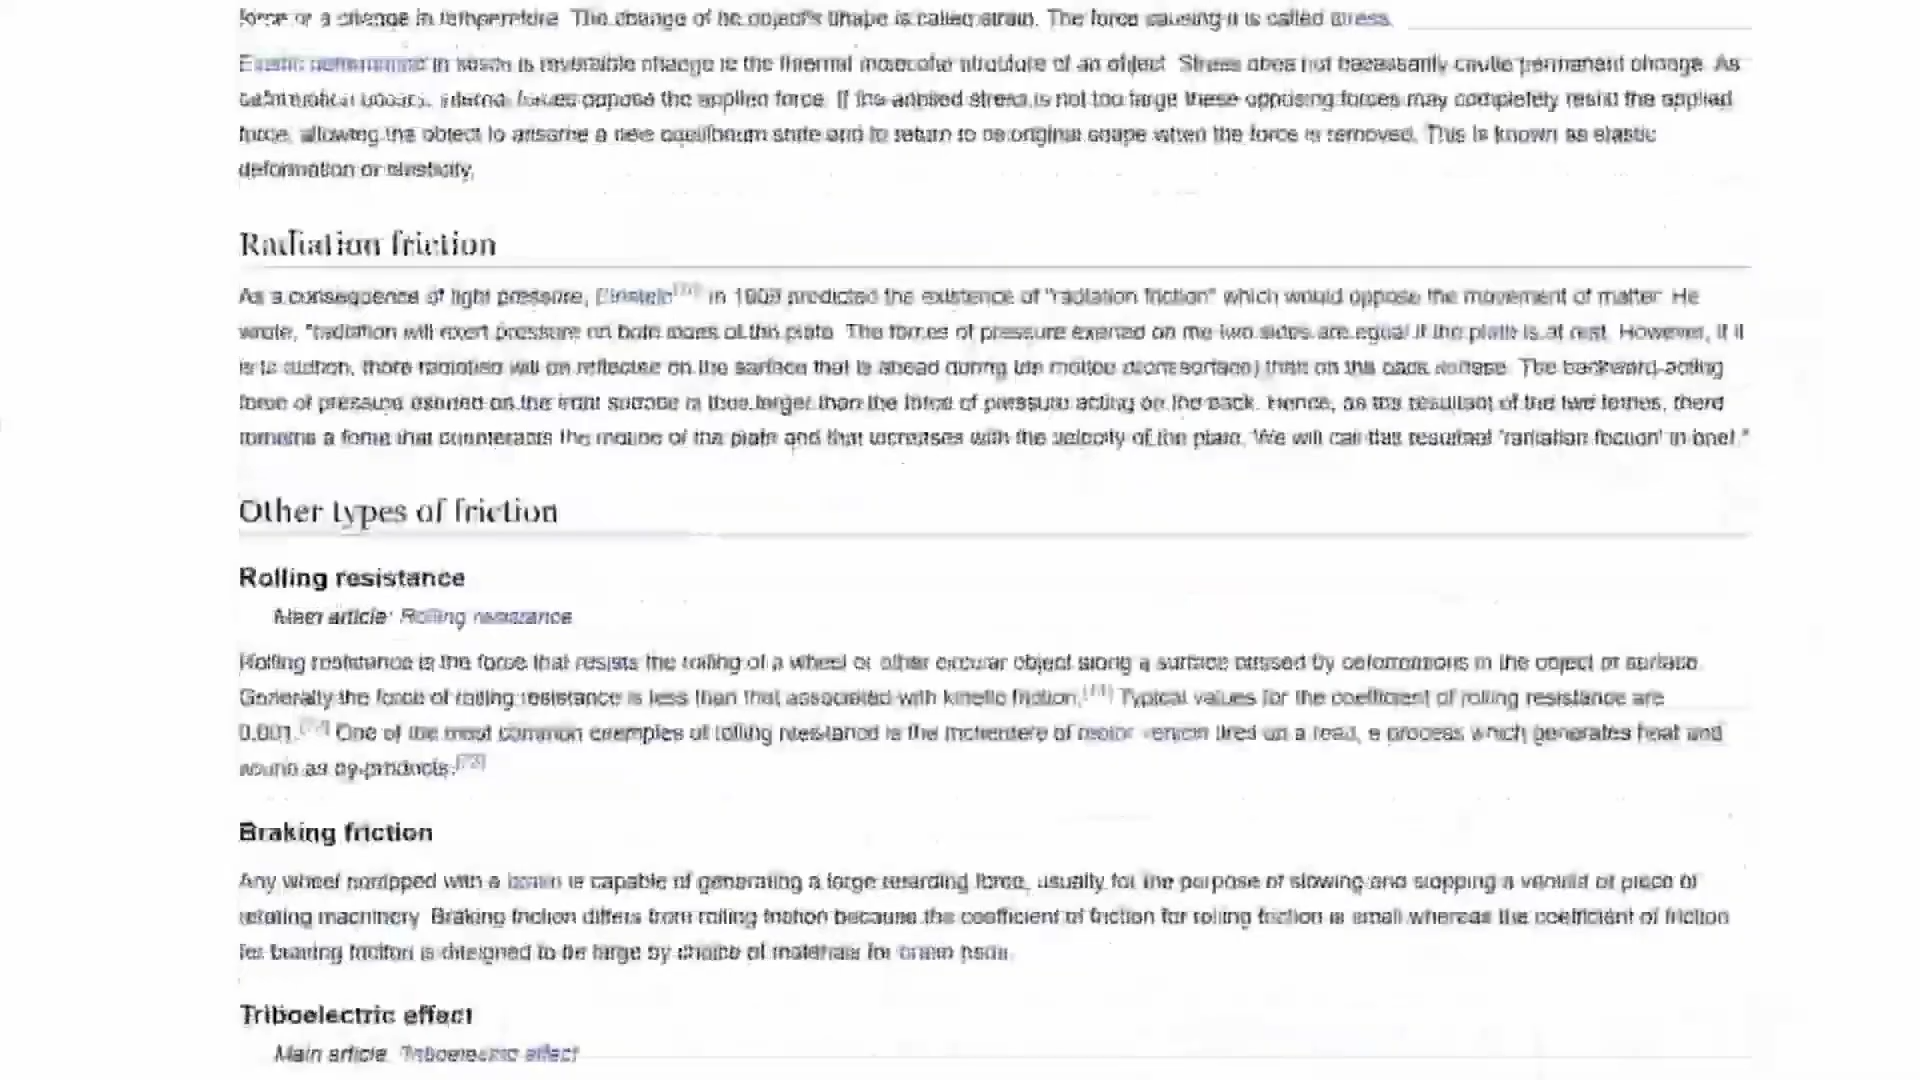 force or a change in temperature. The change of the object's shape is called strain. The force causing it is called stress.
Elastic deformation in solids is reversible change in the internal molecular structure of an object. Stress does not necessarily cause permanent change. As
deformation occurs, internal forces oppose the applied force. If the applied stress is not too large these opposing forces may completely resist the applied
force, allowing the object to assume a new equilibrium state and to return to its original shape when the force is removed. This is known as elastic
deformation or elasticity.
Radiation friction
As a consequence of light pressure, Einstein in 1909 predicted the existence of "radiation friction" which would oppose the movement of matter. He
wrote, "radiation will exert pressure on both sides of the plate. The forces of pressure exerted on the two sides are equal if the plate is at rest. However, if it
is in motion, more radiation will be reflected on the surface that is ahead during the motion (front surface) than on the back surface. The backward-acting
force of pressure exerted on the front surface is thus larger than the force of pressure acting on the back. Hence, as the resultant of the two forces, there
remains a force that counteracts the motion of the plate and that increases with the velocity of the plate. We will call this resultant 'radiation friction' in brief."
Other types of friction
Rolling resistance
Main article: Rolling resistance
Rolling resistance is the force that resists the rolling of a wheel or other circular object along a surface caused by deformations in the object or surface.
Generally the force of rolling resistance is less than that associated with kinetic friction. Typical values for the coefficient of rolling resistance are
0.001. One of the most common examples of rolling resistance is the movement of motor vehicle tires on a road, a process which generates heat and
sound as by-products.
Braking friction
Any wheel equipped with a brake is capable of generating a large retarding force, usually for the purpose of slowing and stopping a vehicle or piece of
rotating machinery. Braking friction differs from rolling friction because the coefficient of friction for rolling friction is small whereas the coefficient of friction
for braking friction is designed to be large by choice of materials for brake pads.
Triboelectric effect
Main article: Triboelectric effect